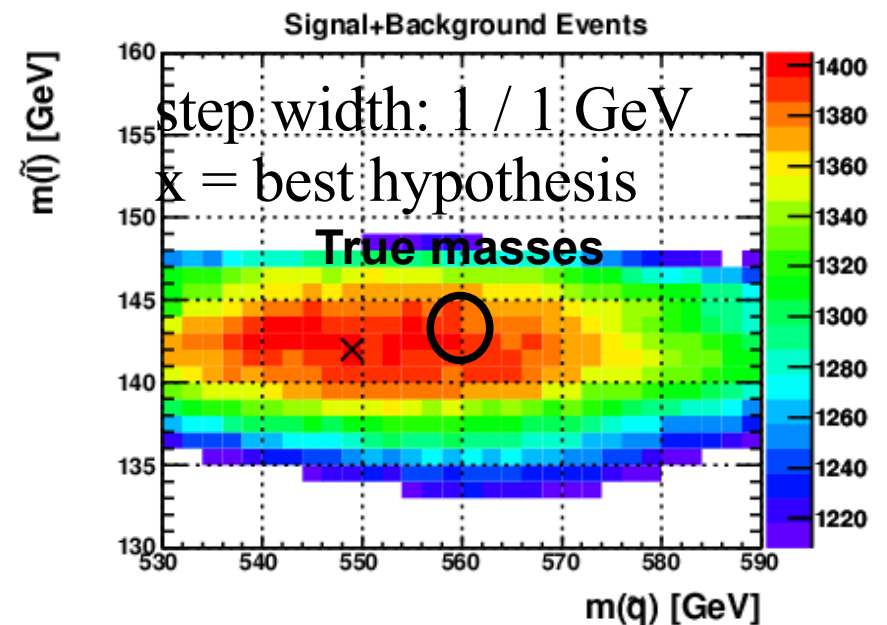 Signal+Background Events
m(l̃) [GeV]
160
155
150
145
140
135
130
step width: 1 / 1 GeV
x = best hypothesis
True masses
530 540 550 560 570 580 590
m(q̃) [GeV]
1400
1380
1360
1340
1320
1300
1280
1260
1240
1220